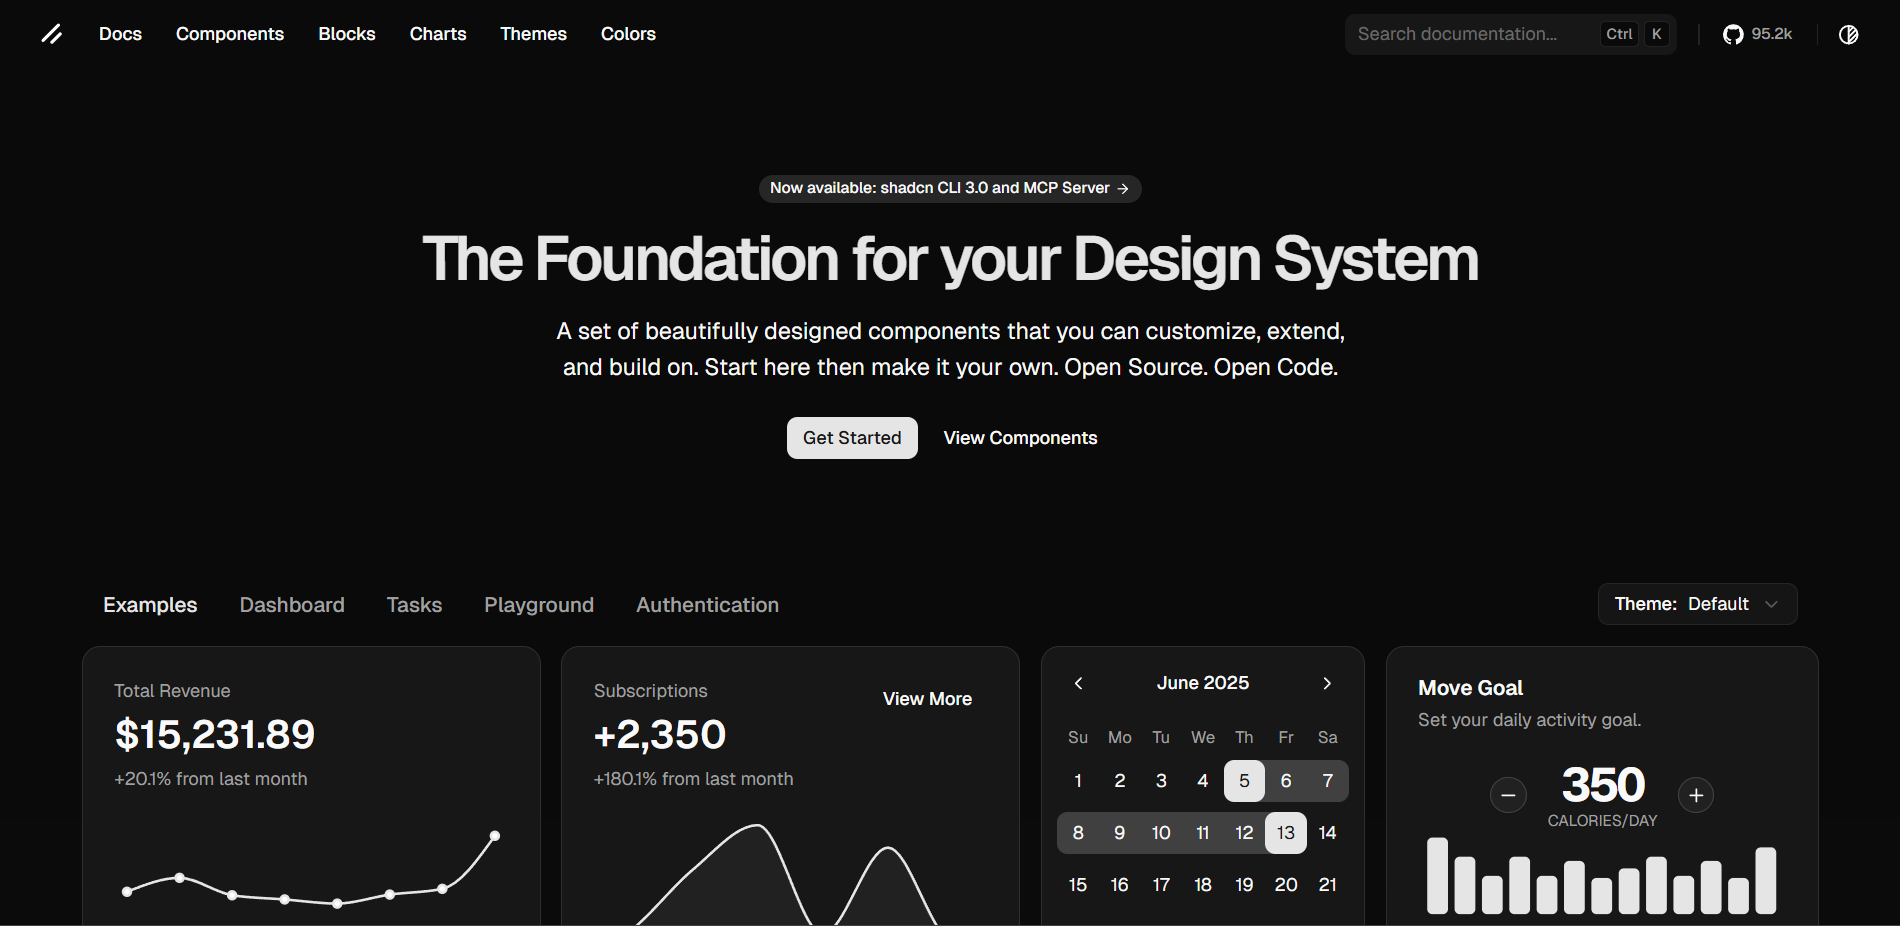 Docs Components Blocks Charts Themes Colors Search documentation... Ctrl K 95.2k
Now available: shadcn CLI 3.0 and MCP Server →
The Foundation for your Design System
A set of beautifully designed components that you can customize, extend,
and build on. Start here then make it your own. Open Source. Open Code.
Get Started View Components
Examples Dashboard Tasks Playground Authentication Theme: Default
Total Revenue
$15,231.89
+20.1% from last month
Subscriptions
View More
+2,350
+180.1% from last month
June 2025
Su Mo Tu We Th Fr Sa
1 2 3 4 5 6 7
8 9 10 11 12 13 14
15 16 17 18 19 20 21
Move Goal
Set your daily activity goal.
350
CALORIES/DAY